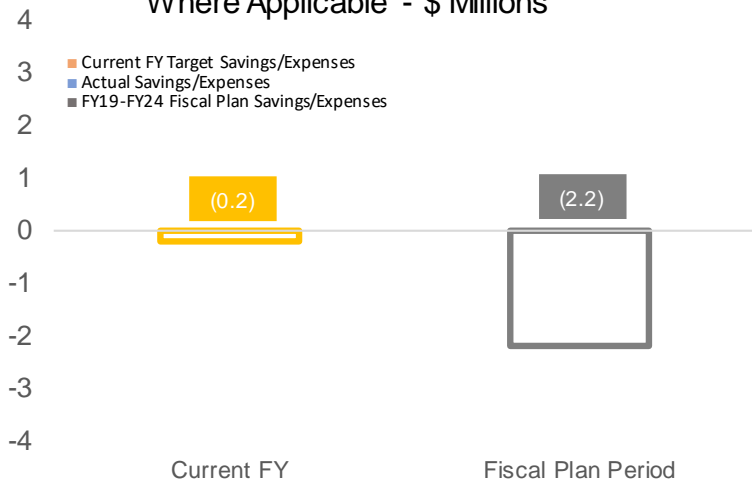 Where Applicable - $ Millions
4
Current FY Target Savings/Expenses
3
Actual Savings/Expenses
FY19-FY24 Fiscal Plan Savings/Expenses
2
1
(0.2)
(2.2)
0
-1
-2
-3
-4
Current FY
Fiscal Plan Period